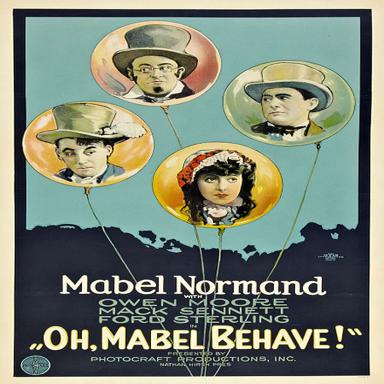 Mabel Normand
WITH
OWEN MOORE
MACK SENNETT
FORD STERLING
IN
„OH, MABEL BEHAVE!"
PRESENTED BY
PHOTOCRAFT PRODUCTIONS, INC.
NATHAN HIRSH PRES.